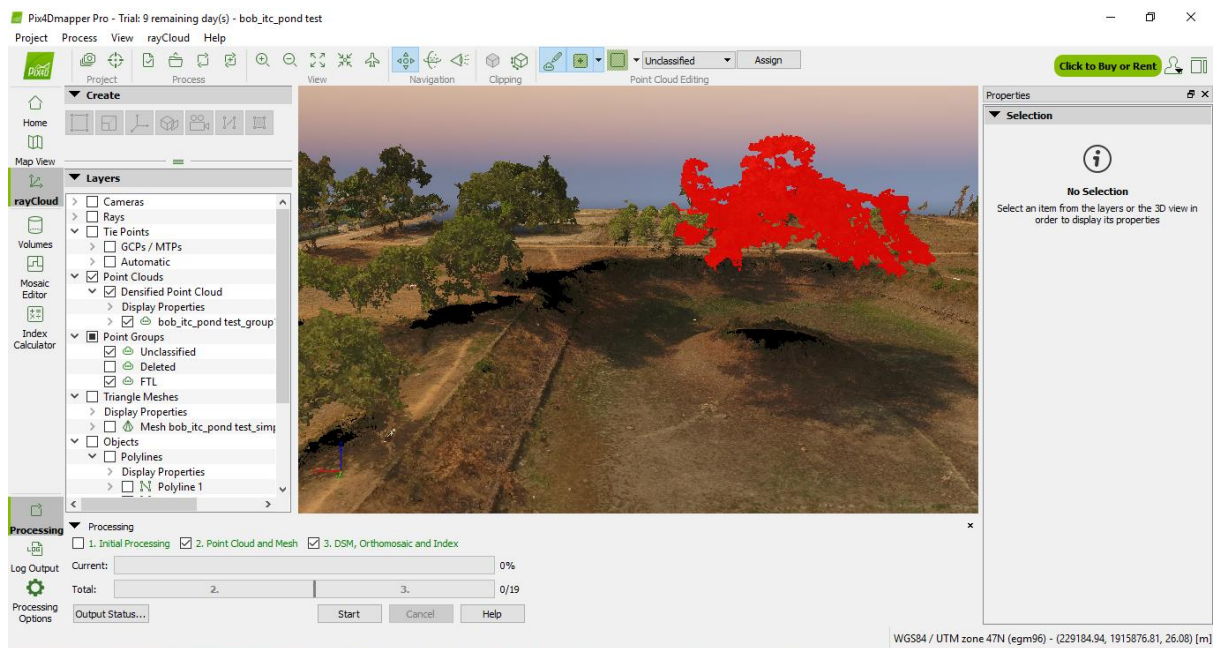 Pix4Dmapper Pro - Trial: 9 remaining day(s) - bob_itc_pond test
Project Process View rayCloud Help
PIX4D
Unclassified Assign
Project Process View Navigation Clipping Point Cloud Editing
Click to Buy or Rent
Home
Map View
rayCloud
Volumes
Mosaic
Editor
Index
Calculator
Processing
Log Output
LOG
Processing
Options
Create
Layers
Cameras
Rays
Tie Points
GCPs / MTPs
Automatic
Point Clouds
Densified Point Cloud
Display Properties
bob_itc_pond test_group
Point Groups
Unclassified
Deleted
FTL
Triangle Meshes
Display Properties
Mesh bob_itc_pond test_simp
Objects
Polylines
Display Properties
Polyline 1
Properties
Selection
No Selection
Select an item from the layers or the 3D view in
order to display its properties
Processing
1. Initial Processing 2. Point Cloud and Mesh 3. DSM, Orthomosaic and Index
Current: 0%
Total: 2. 3. 0/19
Output Status... Start Cancel Help
WGS84 / UTM zone 47N (egm96) - (229184.94, 1915876.81, 26.08) [m]